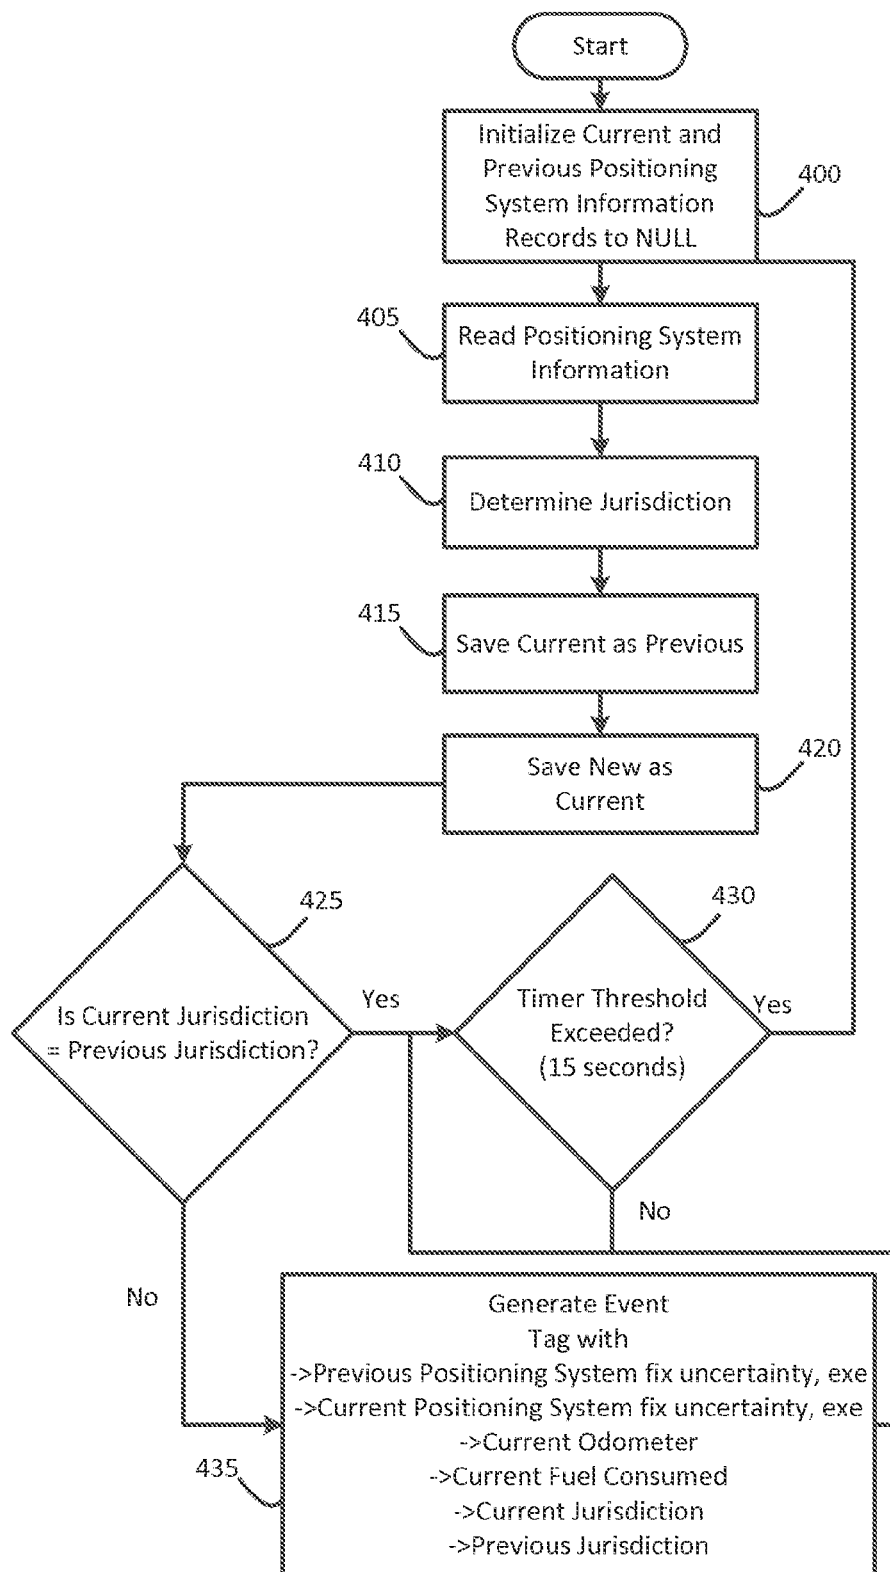 Start
Initialize Current and
Previous Positioning
System Information
Records to NULL
400
405
Read Positioning System
Information
410
Determine Jurisdiction
415
Save Current as Previous
420
Save New as
Current
425
Is Current Jurisdiction
= Previous Jurisdiction?
Yes
430
Timer Threshold
Exceeded?
(15 seconds)
Yes
No
No
Generate Event
Tag with
->Previous Positioning System fix uncertainty, exe
->Current Positioning System fix uncertainty, exe
->Current Odometer
->Current Fuel Consumed
->Current Jurisdiction
->Previous Jurisdiction
435